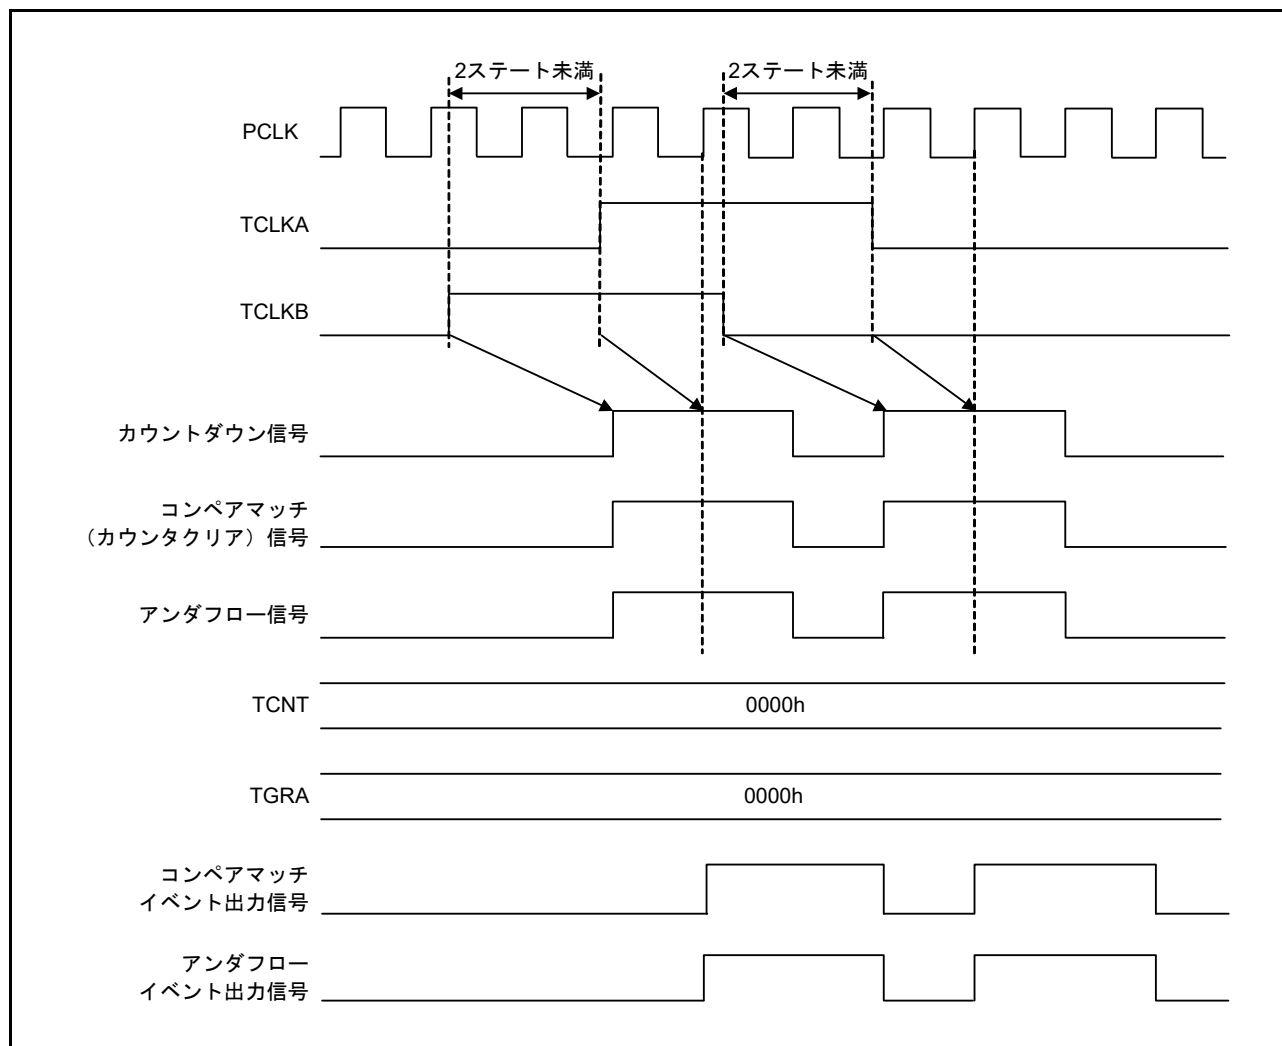 2ステート未満
2ステート未満
PCLK
TCLKA
TCLKB
カウントダウン信号
コンペアマッチ
（カウンタクリア）信号
アンダフロー信号
TCNT
0000h
TGRA
0000h
コンペアマッチ
イベント出力信号
アンダフロー
イベント出力信号